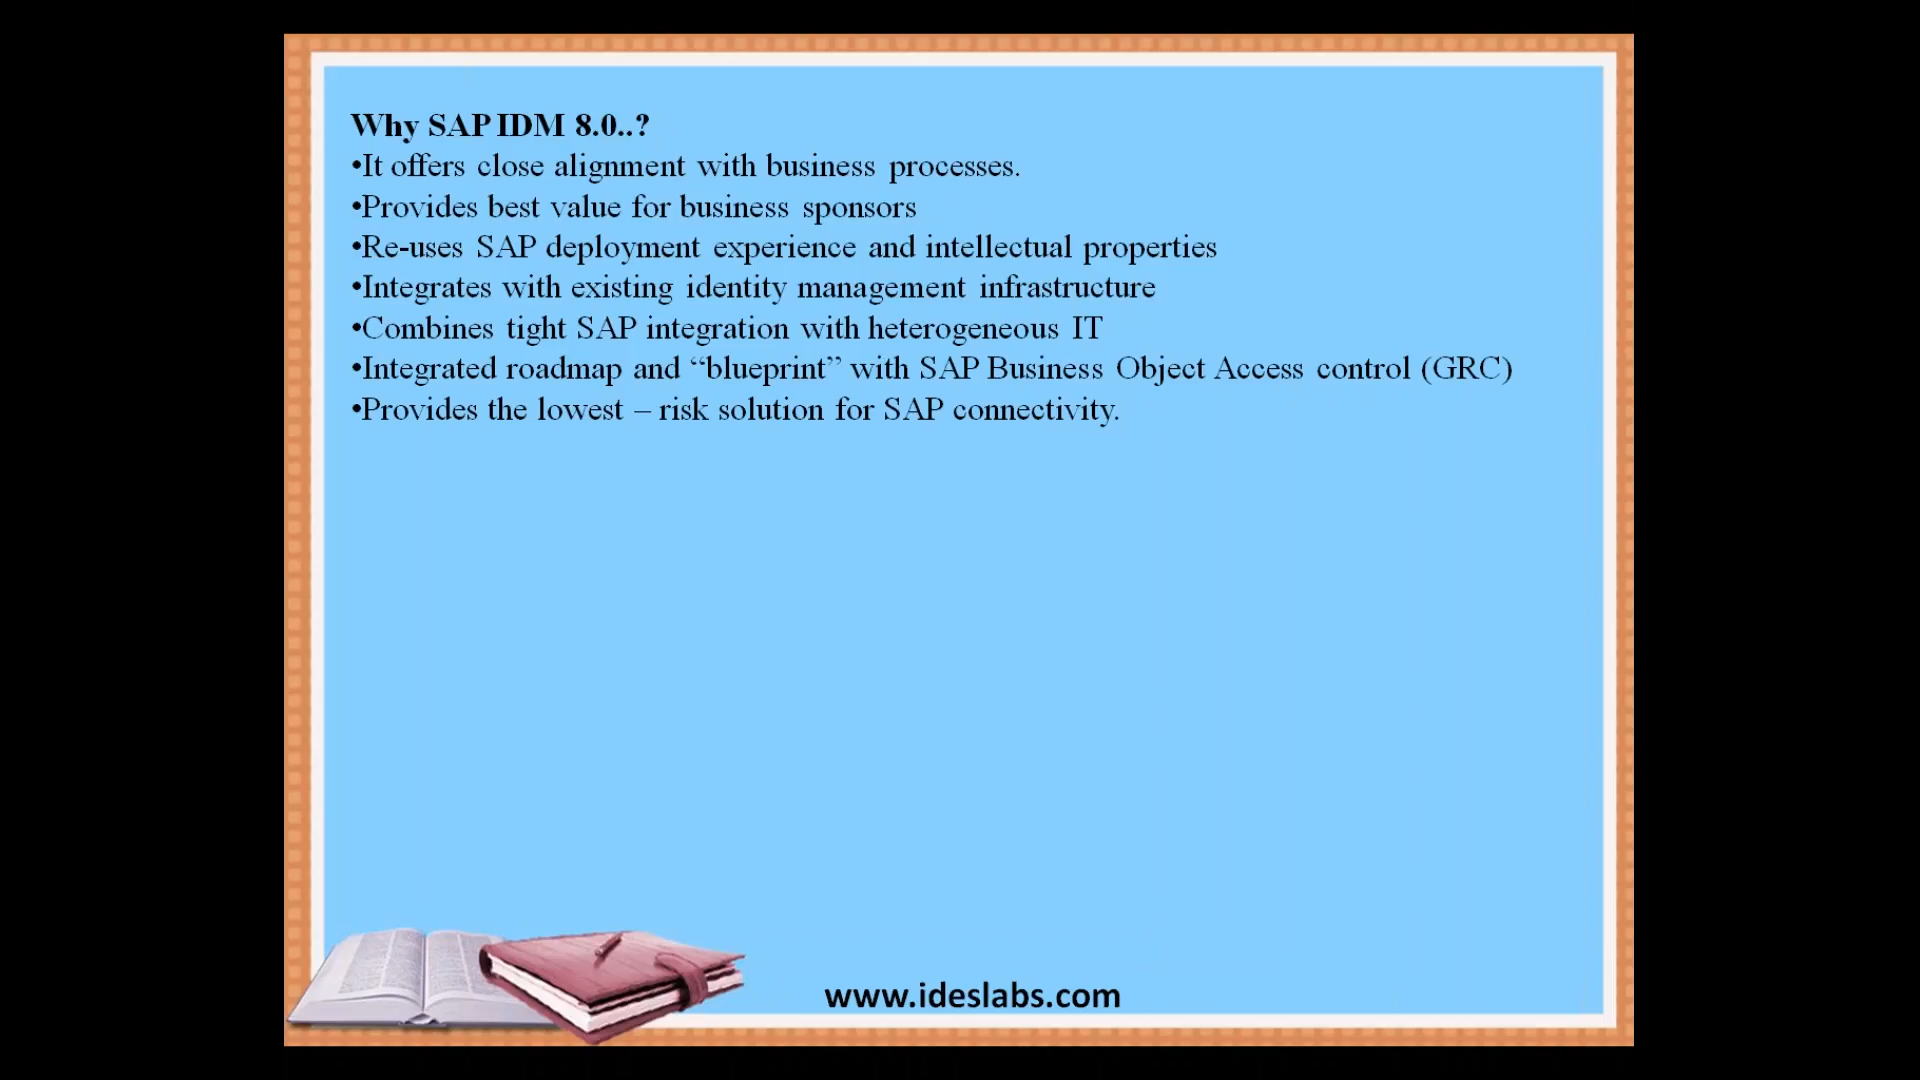 Why SAP IDM 8.0..?
•It offers close alignment with business processes.
•Provides best value for business sponsors
•Re-uses SAP deployment experience and intellectual properties
•Integrates with existing identity management infrastructure
•Combines tight SAP integration with heterogeneous IT
•Integrated roadmap and “blueprint” with SAP Business Object Access control (GRC)
•Provides the lowest – risk solution for SAP connectivity.
www.ideslabs.com